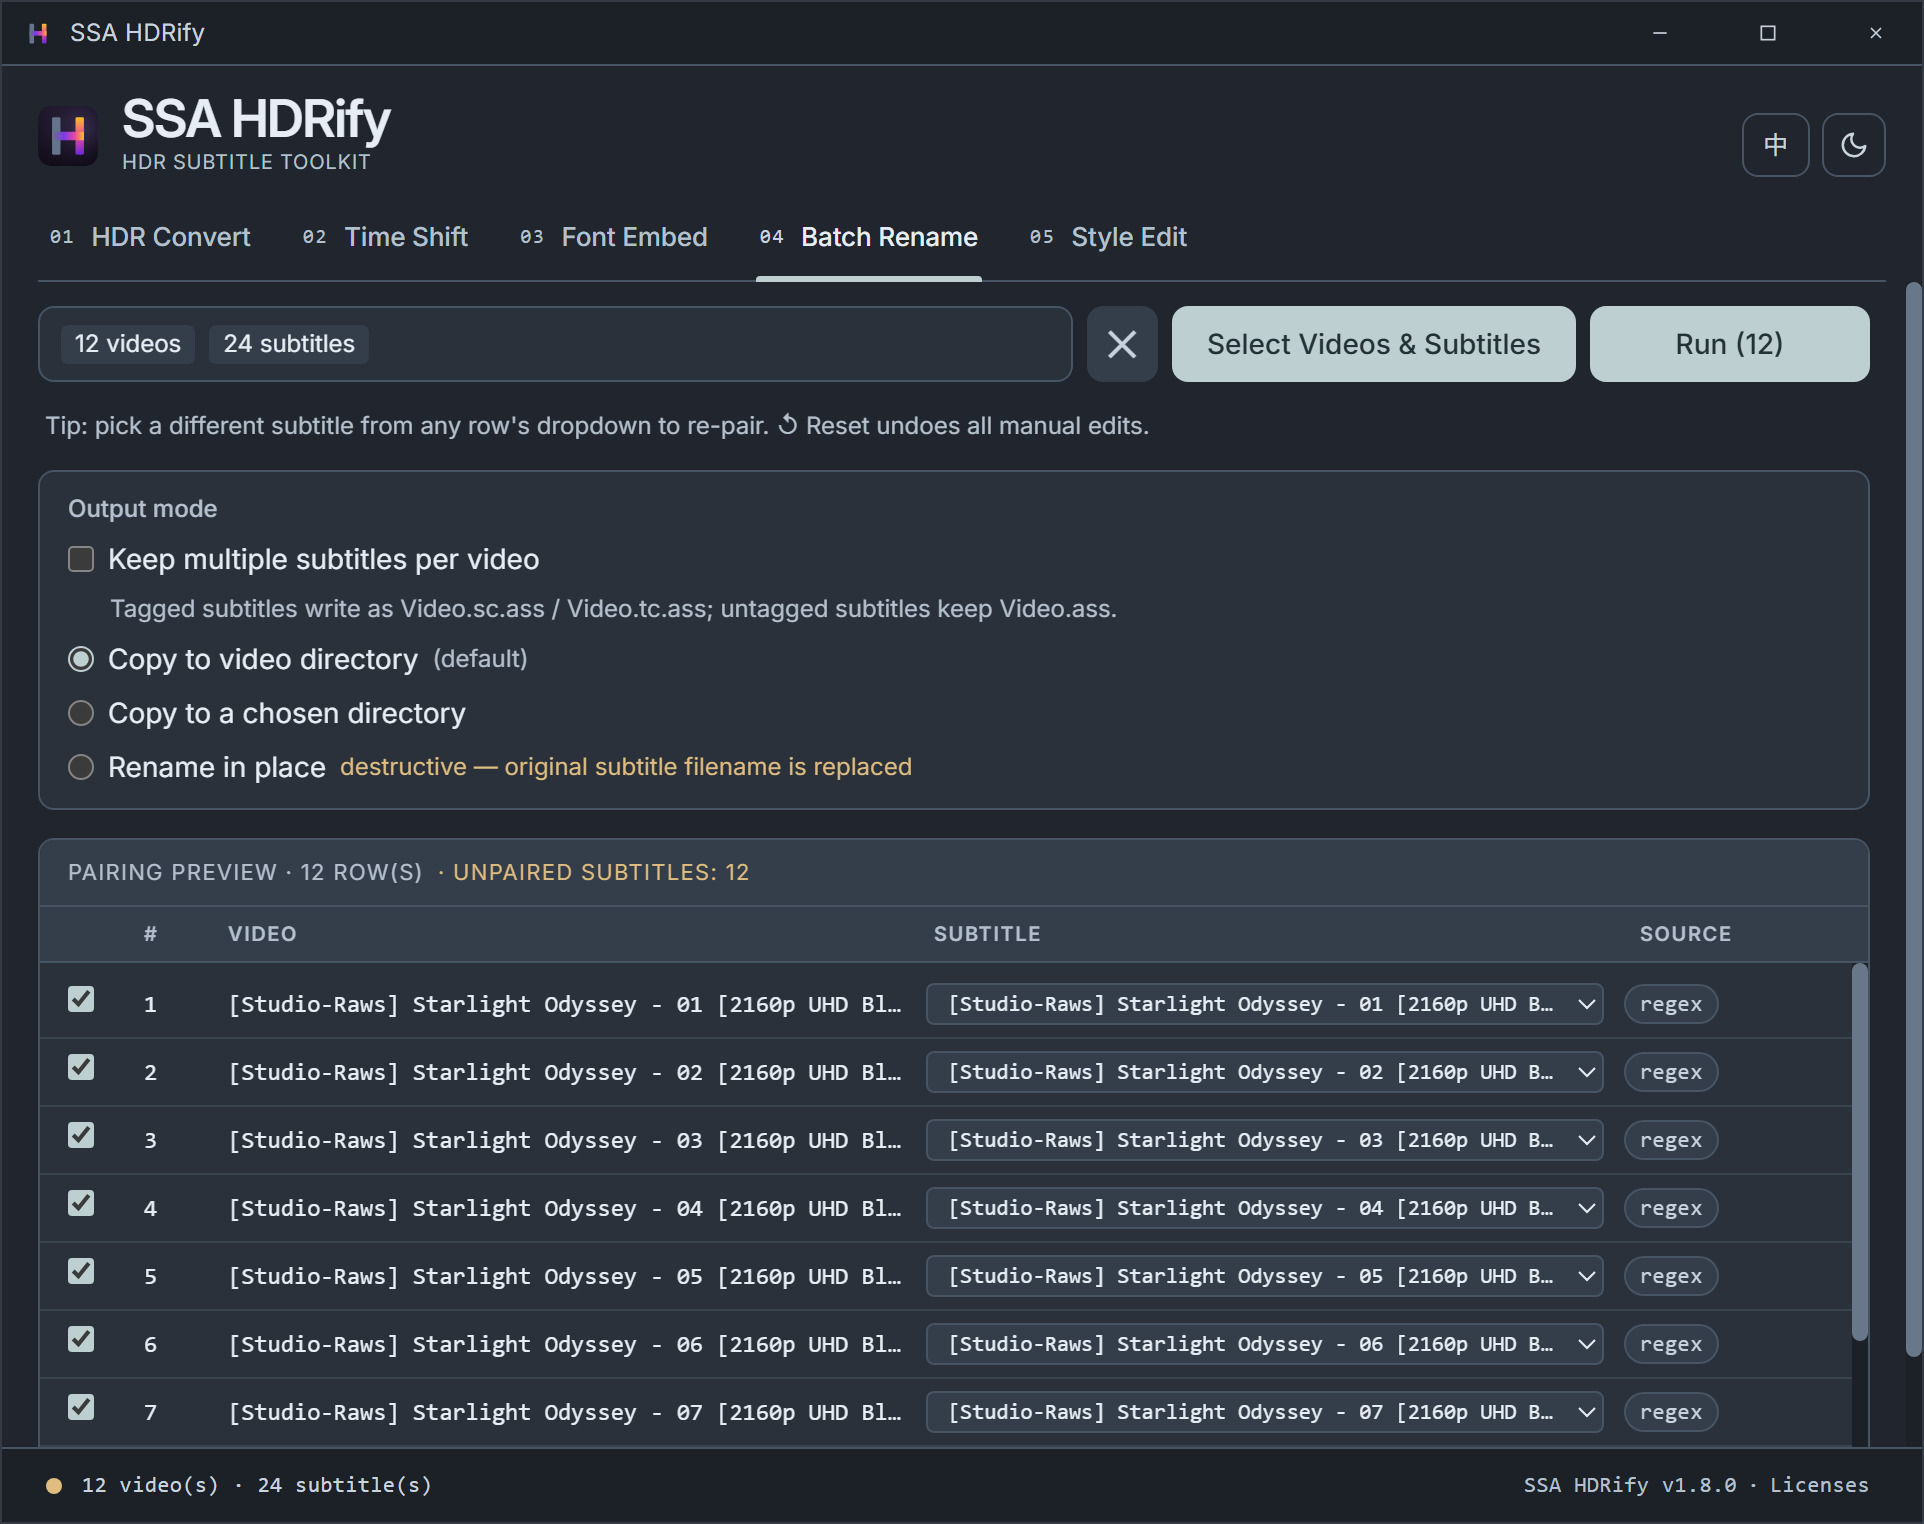 SSA HDRify
SSA HDRify
HDR SUBTITLE TOOLKIT
中
01 HDR Convert 02 Time Shift 03 Font Embed 04 Batch Rename 05 Style Edit
12 videos 24 subtitles Select Videos & Subtitles Run (12)
Tip: pick a different subtitle from any row's dropdown to re-pair. ↺ Reset undoes all manual edits.
Output mode
Keep multiple subtitles per video
Tagged subtitles write as Video.sc.ass / Video.tc.ass; untagged subtitles keep Video.ass.
Copy to video directory (default)
Copy to a chosen directory
Rename in place destructive — original subtitle filename is replaced
PAIRING PREVIEW · 12 ROW(S) · UNPAIRED SUBTITLES: 12
# VIDEO SUBTITLE SOURCE
1 [Studio-Raws] Starlight Odyssey - 01 [2160p UHD Bl… [Studio-Raws] Starlight Odyssey - 01 [2160p UHD B… regex
2 [Studio-Raws] Starlight Odyssey - 02 [2160p UHD Bl… [Studio-Raws] Starlight Odyssey - 02 [2160p UHD B… regex
3 [Studio-Raws] Starlight Odyssey - 03 [2160p UHD Bl… [Studio-Raws] Starlight Odyssey - 03 [2160p UHD B… regex
4 [Studio-Raws] Starlight Odyssey - 04 [2160p UHD Bl… [Studio-Raws] Starlight Odyssey - 04 [2160p UHD B… regex
5 [Studio-Raws] Starlight Odyssey - 05 [2160p UHD Bl… [Studio-Raws] Starlight Odyssey - 05 [2160p UHD B… regex
6 [Studio-Raws] Starlight Odyssey - 06 [2160p UHD Bl… [Studio-Raws] Starlight Odyssey - 06 [2160p UHD B… regex
7 [Studio-Raws] Starlight Odyssey - 07 [2160p UHD Bl… [Studio-Raws] Starlight Odyssey - 07 [2160p UHD B… regex
12 video(s) · 24 subtitle(s) SSA HDRify v1.8.0 · Licenses